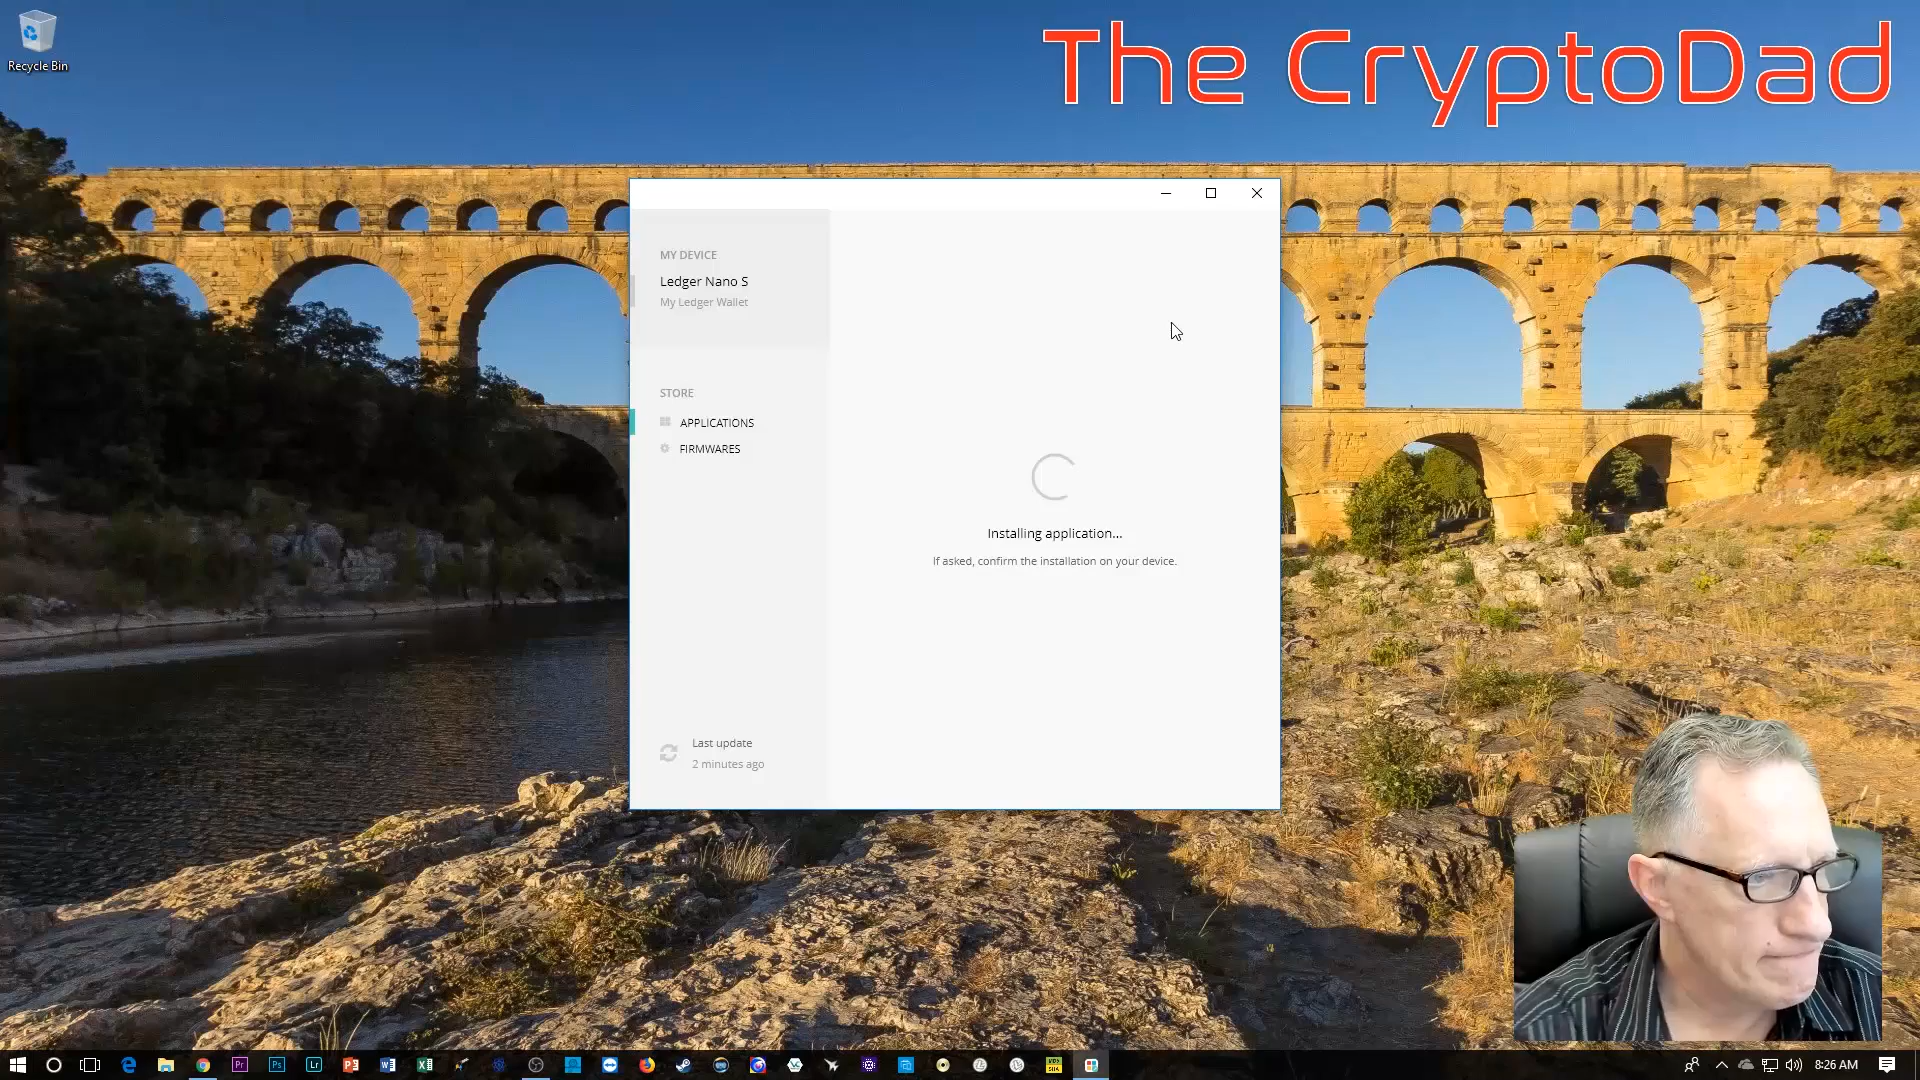 Recycle Bin
The CryptoDad
MY DEVICE
Ledger Nano S
My Ledger Wallet
STORE
APPLICATIONS
FIRMWARES
Installing application...
If asked, confirm the installation on your device.
Last update
2 minutes ago
8:26 AM